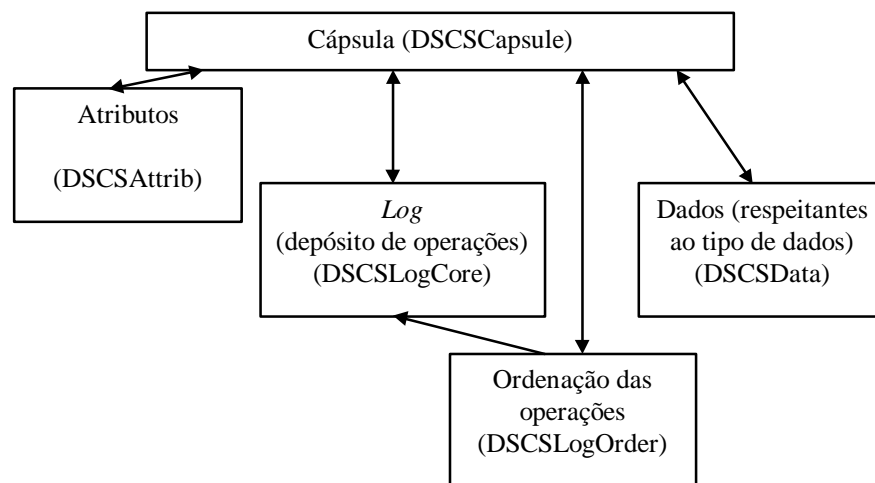 Cápsula (DSCSCapsule)
Atributos
(DSCSAttrib)
Log
(depósito de operações)
(DSCSLogCore)
Dados (respeitantes
ao tipo de dados)
(DSCSData)
Ordenação das
operações
(DSCSLogOrder)